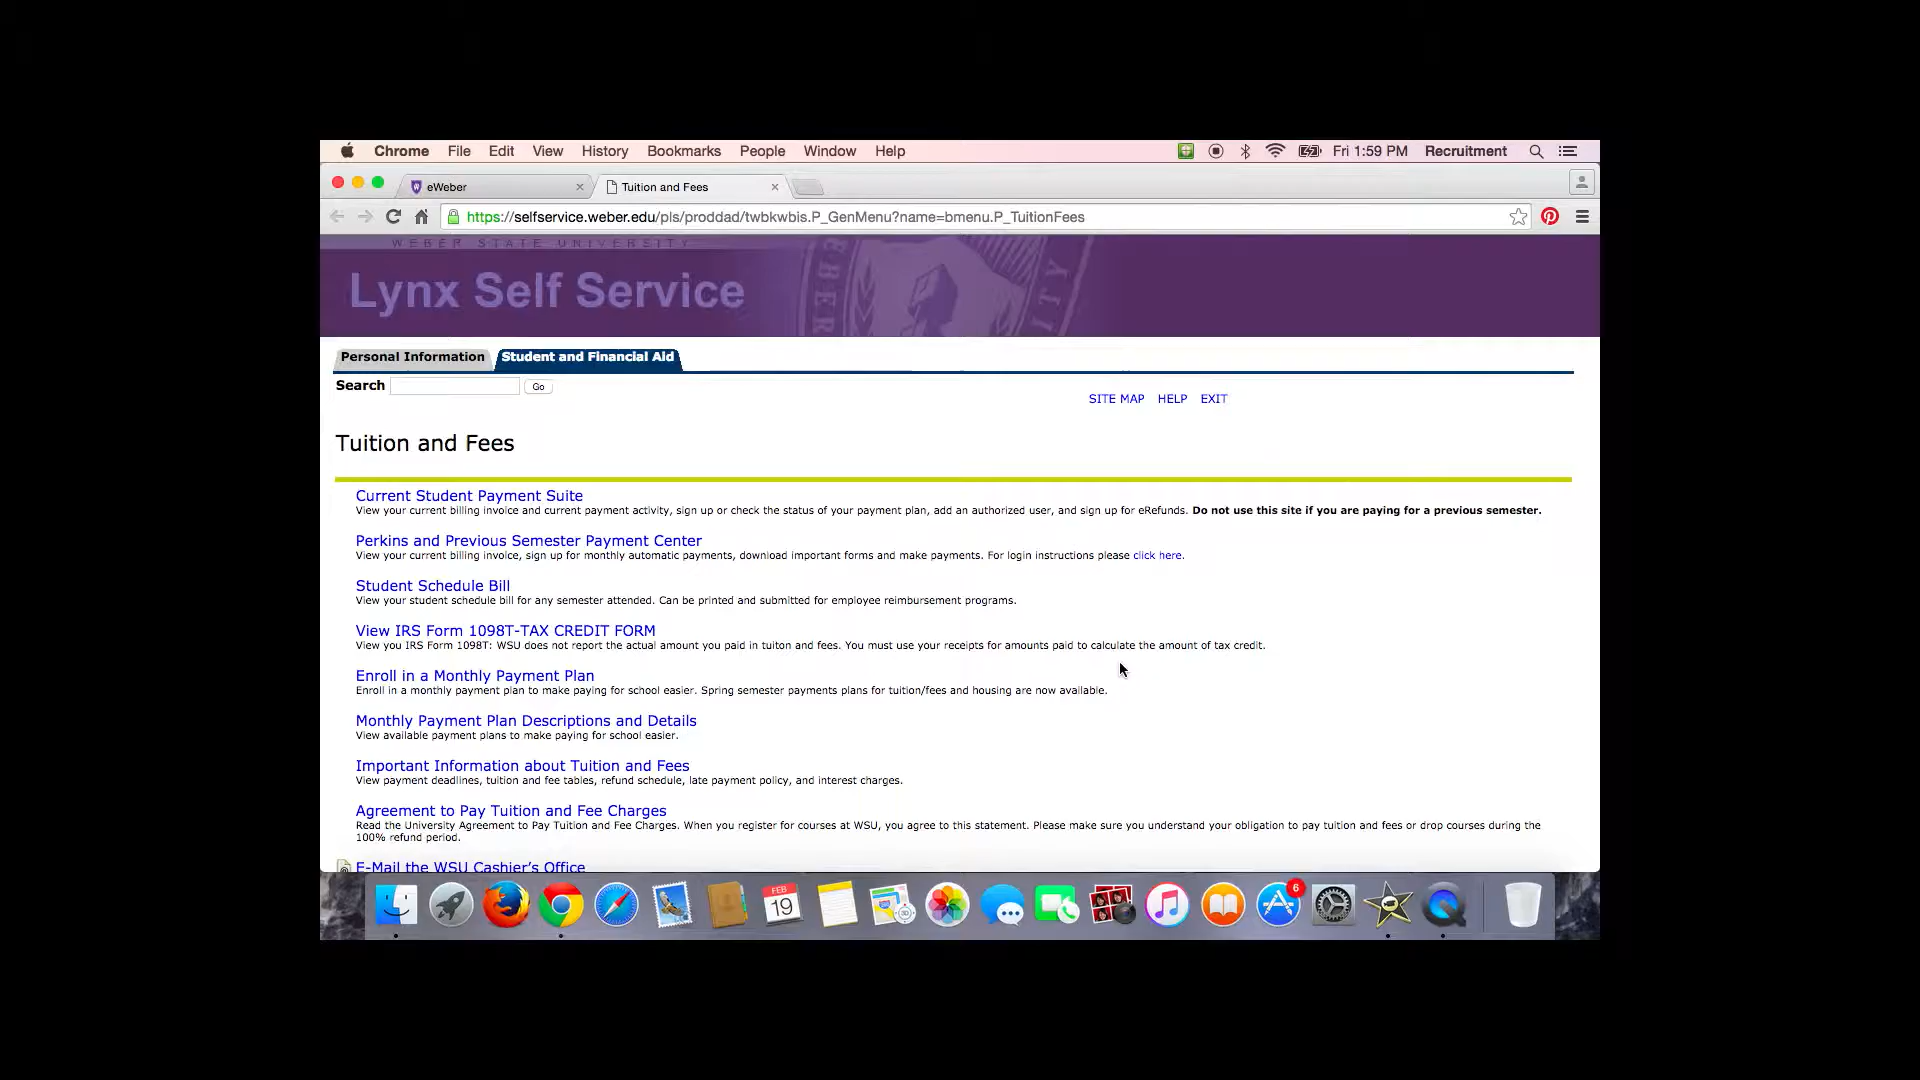 Chrome File Edit View History Bookmarks People Window Help Fri 1:59 PM Recruitment
eWeber Tuition and Fees
https://selfservice.weber.edu/pls/proddad/twbkwbis.P_GenMenu?name=bmenu.P_TuitionFees
WEBER STATE UNIVERSITY
Lynx Self Service
Personal Information Student and Financial Aid
Search Go
SITE MAP HELP EXIT
Tuition and Fees
Current Student Payment Suite
View your current billing invoice and current payment activity, sign up or check the status of your payment plan, add an authorized user, and sign up for eRefunds. Do not use this site if you are paying for a previous semester.
Perkins and Previous Semester Payment Center
View your current billing invoice, sign up for monthly automatic payments, download important forms and make payments. For login instructions please click here.
Student Schedule Bill
View your student schedule bill for any semester attended. Can be printed and submitted for employee reimbursement programs.
View IRS Form 1098T-TAX CREDIT FORM
View you IRS Form 1098T: WSU does not report the actual amount you paid in tuiton and fees. You must use your receipts for amounts paid to calculate the amount of tax credit.
Enroll in a Monthly Payment Plan
Enroll in a monthly payment plan to make paying for school easier. Spring semester payments plans for tuition/fees and housing are now available.
Monthly Payment Plan Descriptions and Details
View available payment plans to make paying for school easier.
Important Information about Tuition and Fees
View payment deadlines, tuition and fee tables, refund schedule, late payment policy, and interest charges.
Agreement to Pay Tuition and Fee Charges
Read the University Agreement to Pay Tuition and Fee Charges. When you register for courses at WSU, you agree to this statement. Please make sure you understand your obligation to pay tuition and fees or drop courses during the
100% refund period.
E-Mail the WSU Cashier's Office
FEB
19
6